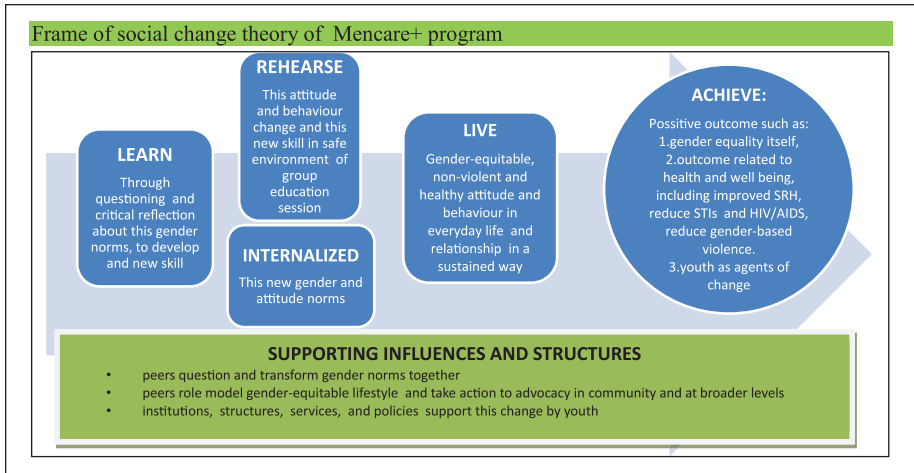 Frame of social change theory of Mencare+ program
LEARN
Through
questioning and
critical reflection
about this gender
norms, to develop
and new skill
REHEARSE
This attitude
and behaviour
change and this
new skill in safe
environment of
group
education
session
INTERNALIZED
This new gender and
attitude norms
LIVE
Gender-equitable,
non-violent and
healthy attitude and
behaviour in
everyday life and
relationship in a
sustained way
ACHIEVE:
Possitive outcome such as:
1.gender equality itself,
2.outcome related to
health and well being,
including improved SRH,
reduce STIs and HIV/AIDS,
reduce gender-based
violence.
3.youth as agents of
change
SUPPORTING INFLUENCES AND STRUCTURES
• peers question and transform gender norms together
• peers role model gender-equitable lifestyle and take action to advocacy in community and at broader levels
• institutions, structures, services, and policies support this change by youth